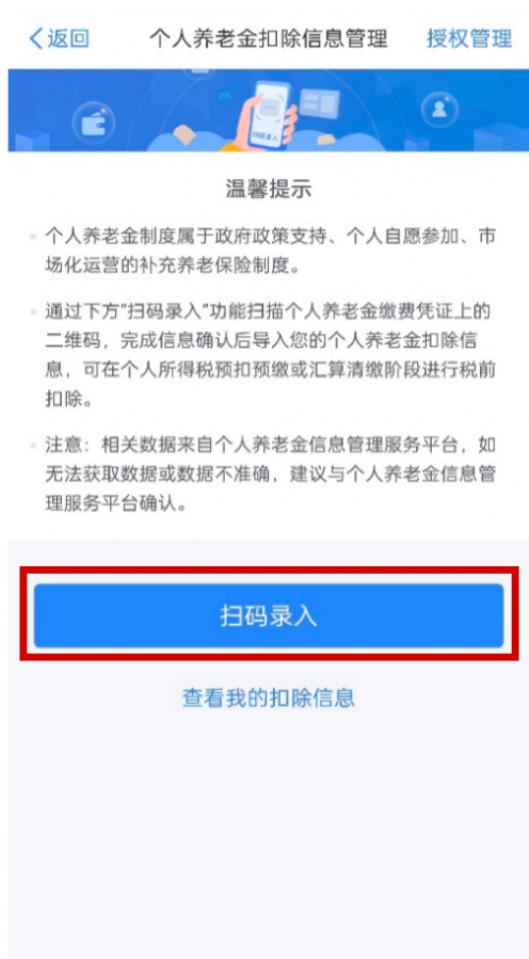 返回 个人养老金扣除信息管理 授权管理
扫码录入
温馨提示
个人养老金制度属于政府政策支持、个人自愿参加、市
场化运营的补充养老保险制度。
通过下方“扫码录入”功能扫描个人养老金缴费凭证上的
二维码，完成信息确认后导入您的个人养老金扣除信
息，可在个人所得税预扣预缴或汇算清缴阶段进行税前
扣除。
注意：相关数据来自个人养老金信息管理服务平台，如
无法获取数据或数据不准确，建议与个人养老金信息管
理服务平台确认。
扫码录入
查看我的扣除信息